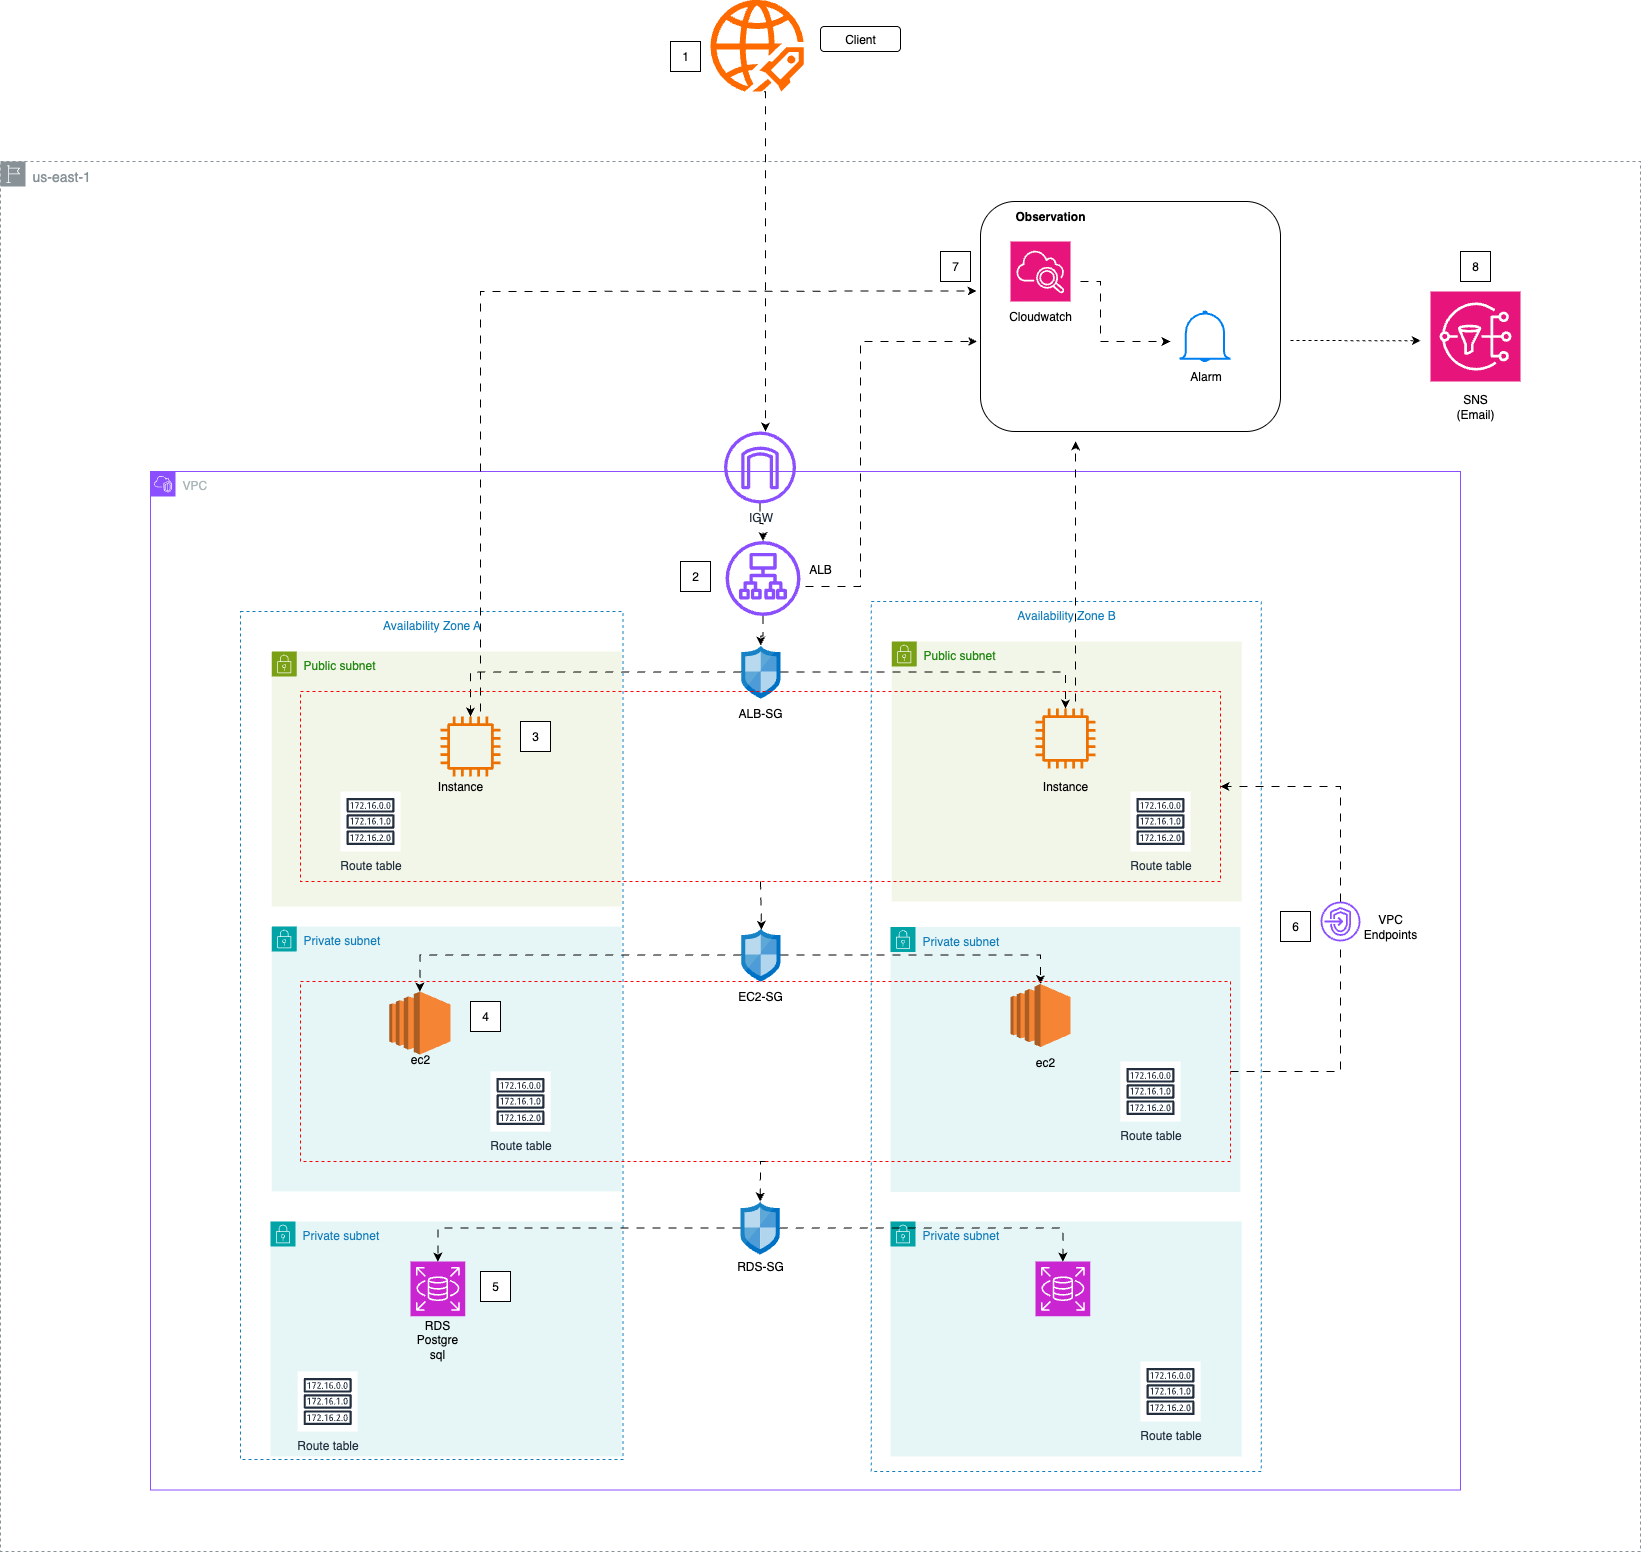 1
Client
us-east-1
Observation
7
Cloudwatch
Alarm
8
SNS
(Email)
VPC
IGW
2
ALB
Availability Zone A
Availability Zone B
Public subnet
Public subnet
ALB-SG
3
Instance
Instance
172.16.0.0
172.16.1.0
172.16.2.0
Route table
172.16.0.0
172.16.1.0
172.16.2.0
Route table
6
VPC
Endpoints
Private subnet
Private subnet
EC2-SG
4
ec2
ec2
172.16.0.0
172.16.1.0
172.16.2.0
Route table
172.16.0.0
172.16.1.0
172.16.2.0
Route table
Private subnet
Private subnet
RDS-SG
5
RDS
Postgre
sql
172.16.0.0
172.16.1.0
172.16.2.0
Route table
172.16.0.0
172.16.1.0
172.16.2.0
Route table